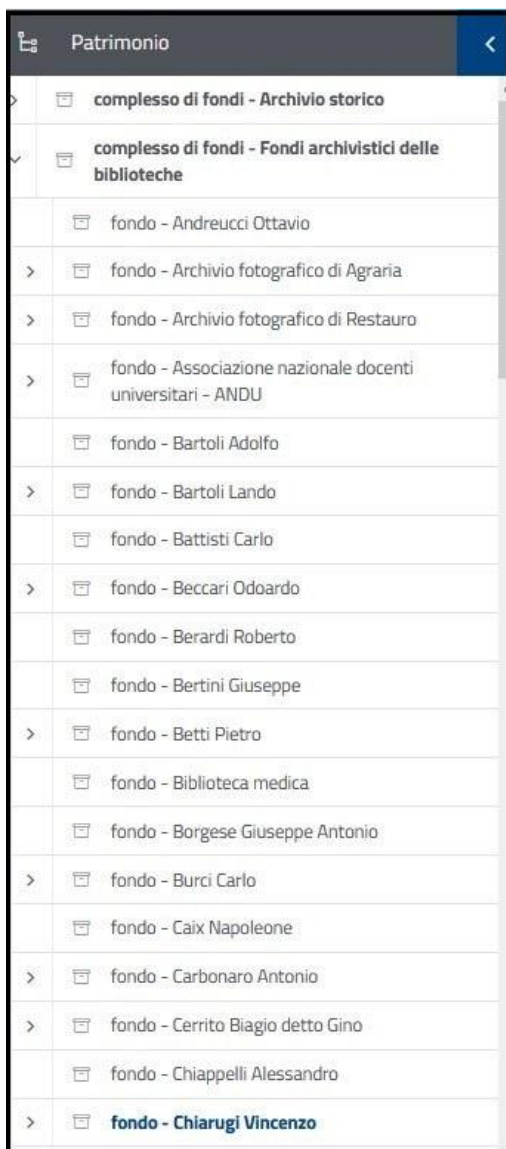 Patrimonio
complesso di fondi - Archivio storico
complesso di fondi - Fondi archivistici delle
biblioteche
fondo - Andreucci Ottavio
fondo - Archivio fotografico di Agraria
fondo - Archivio fotografico di Restauro
fondo - Associazione nazionale docenti
universitari - ANDU
fondo - Bartoli Adolfo
fondo - Bartoli Lando
fondo - Battisti Carlo
fondo - Beccari Odoardo
fondo - Berardi Roberto
fondo - Bertini Giuseppe
fondo - Betti Pietro
fondo - Biblioteca medica
fondo - Borgese Giuseppe Antonio
fondo - Burci Carlo
fondo - Caix Napoleone
fondo - Carbonaro Antonio
fondo - Cerrito Biagio detto Gino
fondo - Chiappelli Alessandro
fondo - Chiarugi Vincenzo